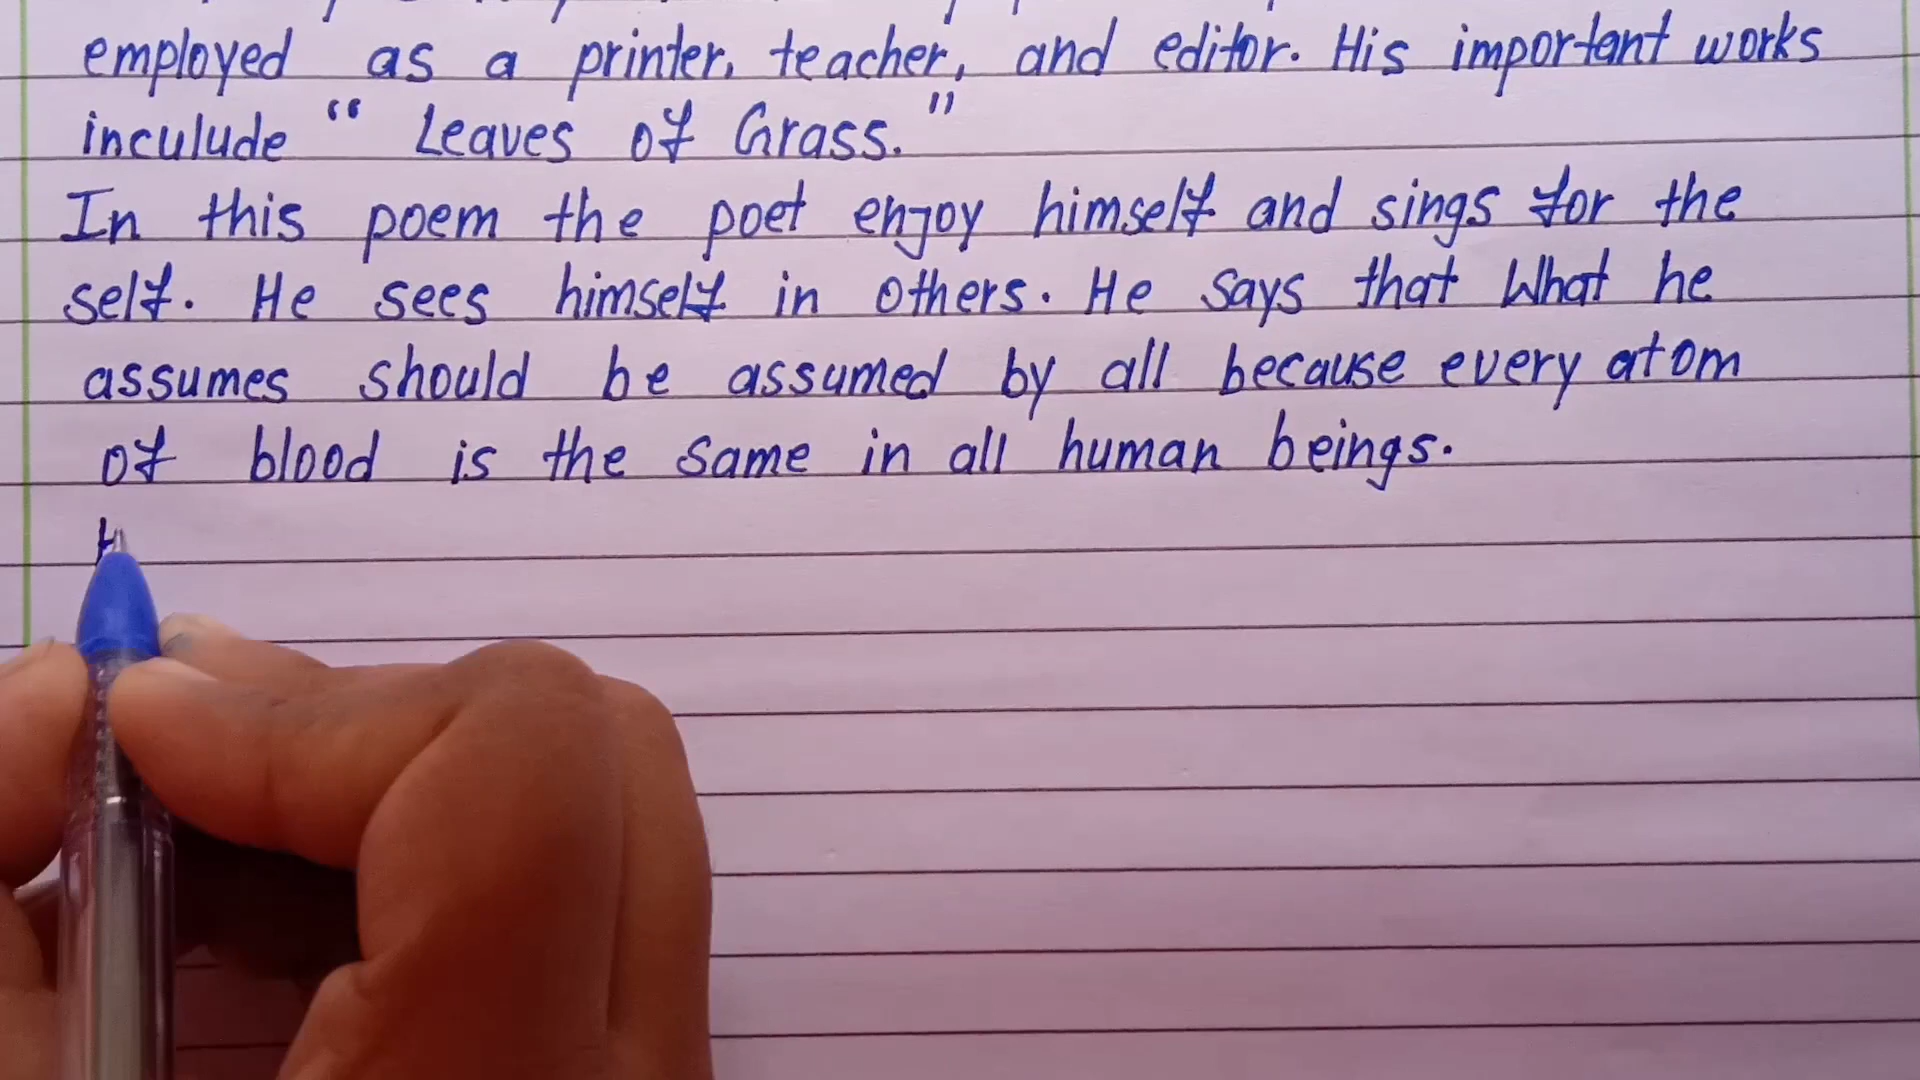 employed as a printer, teacher, and editor. His important works
inculude "Leaves of Grass."
In this poem the poet enjoy himself and sings for the
self. He sees himself in others. He says that What he
assumes should be assumed by all because every atom
of blood is the same in all human beings.